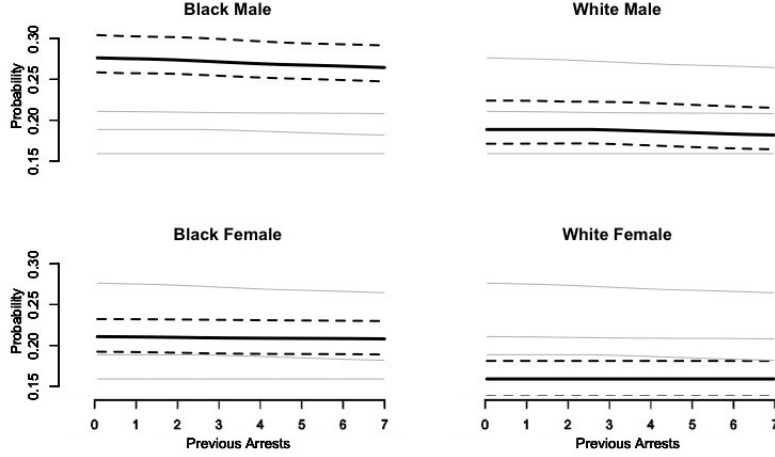 Black Male
White Male
Probability
0.15 0.20 0.25 0.30
Black Female
White Female
Probability
0.15 0.20 0.25 0.30
0 1 2 3 4 5 6 7
0 1 2 3 4 5 6 7
Previous Arrests
Previous Arrests